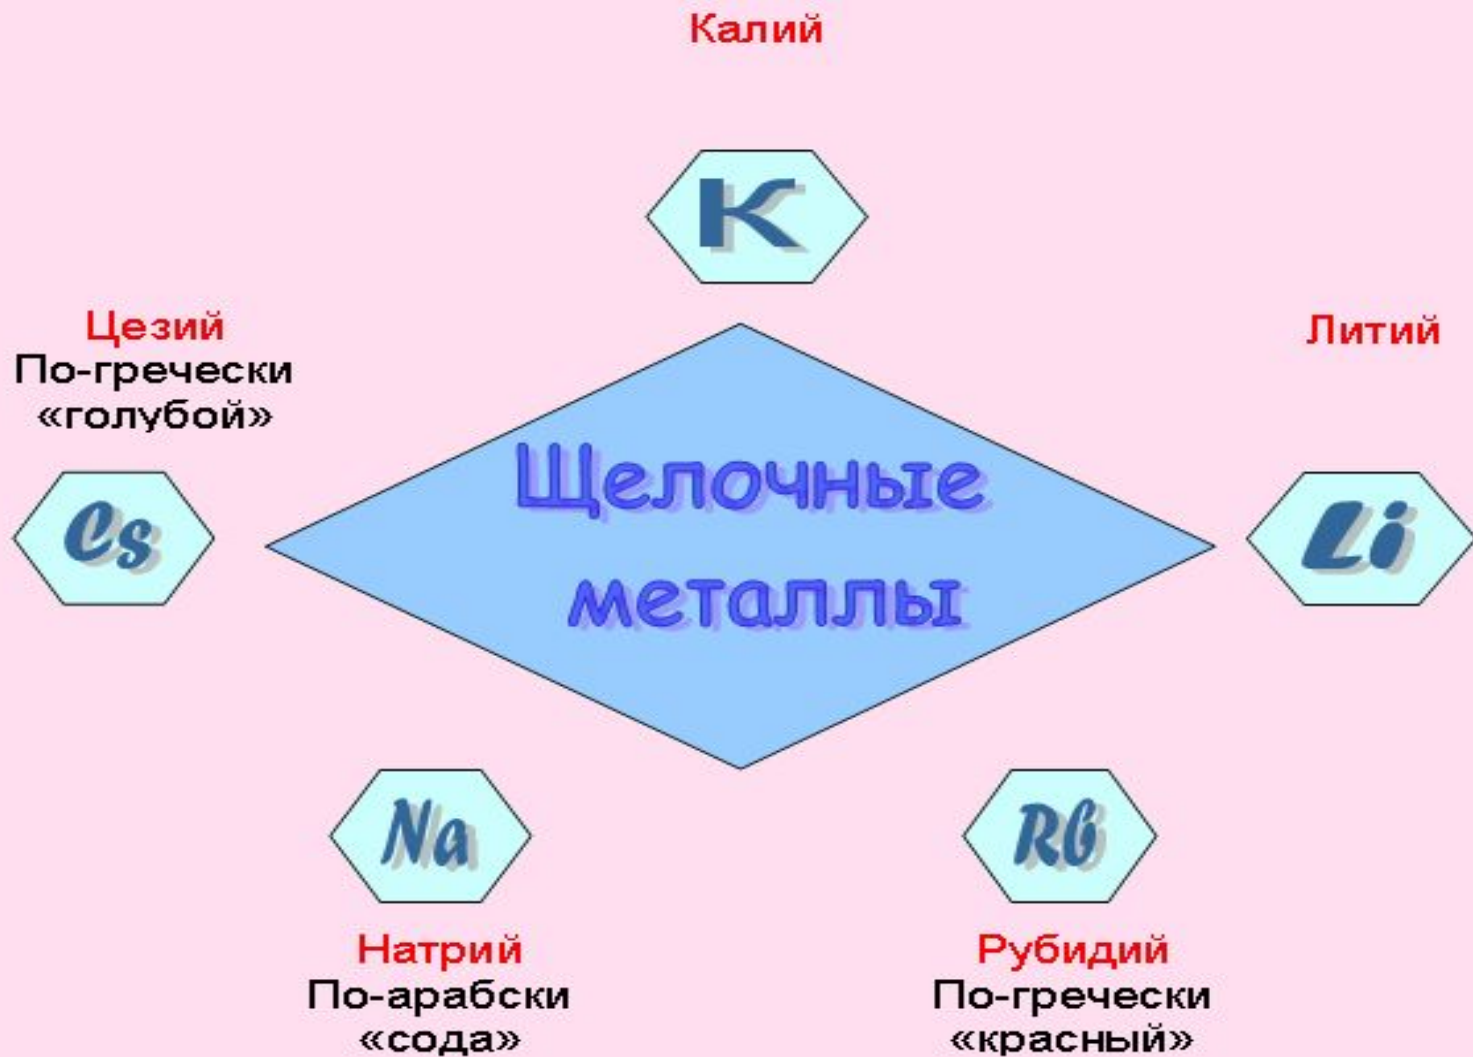 Калий
K
Цезий
По-гречески
«голубой»
Cs
Литий
Li
Щелочные
металлы
Na
Натрий
По-арабски
«сода»
Rb
Рубидий
По-гречески
«красный»